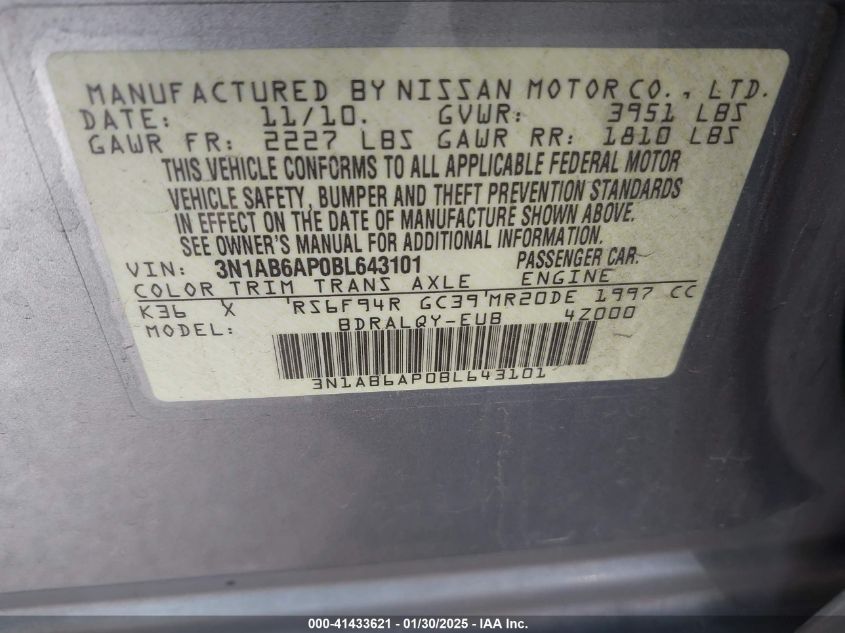 MANUFACTURED BY NISSAN MOTOR CO., LTD.
DATE: 11/10. GVWR: 3951 LBS
GAWR FR: 2227 LBS GAWR RR: 1810 LBS
THIS VEHICLE CONFORMS TO ALL APPLICABLE FEDERAL MOTOR
VEHICLE SAFETY, BUMPER AND THEFT PREVENTION STANDARDS
IN EFFECT ON THE DATE OF MANUFACTURE SHOWN ABOVE.
SEE OWNER'S MANUAL FOR ADDITIONAL INFORMATION.
VIN: 3N1AB6AP0BL643101 PASSENGER CAR.
COLOR TRIM TRANS AXLE ENGINE
K36 X 'RS6F94R GC39'MR20DE 1997 CC
MODEL: BDRALQY-EUB 4Z000
3N1AB6AP0BL643101
000-41433621 | 01/30/2025 - IAA Inc.